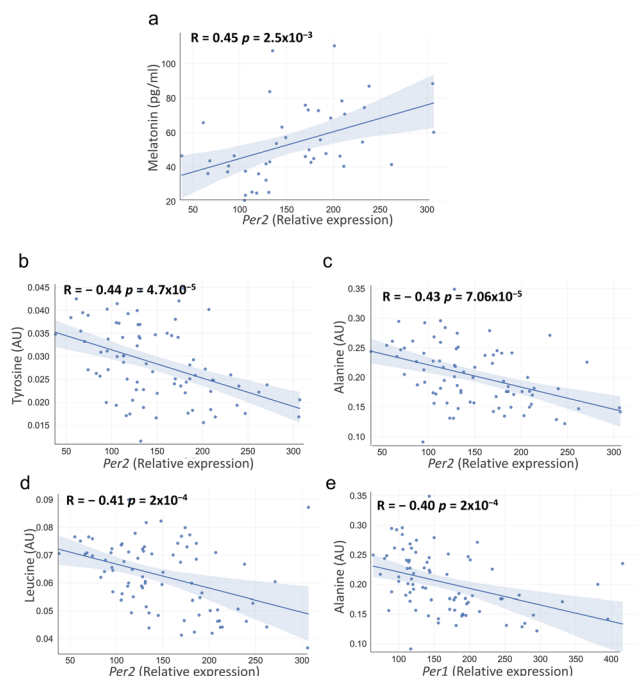 a
R = 0.45 p = 2.5x10⁻³
Melatonin (pg/ml)
100
80
60
40
20
50 100 150 200 250 300
Per2 (Relative expression)
b
R = − 0.44 p = 4.7x10⁻⁵
Tyrosine (AU)
0.045
0.040
0.035
0.030
0.025
0.020
0.015
50 100 150 200 250 300
Per2 (Relative expression)
c
R = − 0.43 p = 7.06x10⁻⁵
Alanine (AU)
0.35
0.30
0.25
0.20
0.15
0.10
50 100 150 200 250 300
Per2 (Relative expression)
d
R = − 0.41 p = 2x10⁻⁴
Leucine (AU)
0.09
0.08
0.07
0.06
0.05
0.04
50 100 150 200 250 300
Per2 (Relative expression)
e
R = − 0.40 p = 2x10⁻⁴
Alanine (AU)
0.35
0.30
0.25
0.20
0.15
0.10
100 150 200 250 300 350 400
Per1 (Relative expression)